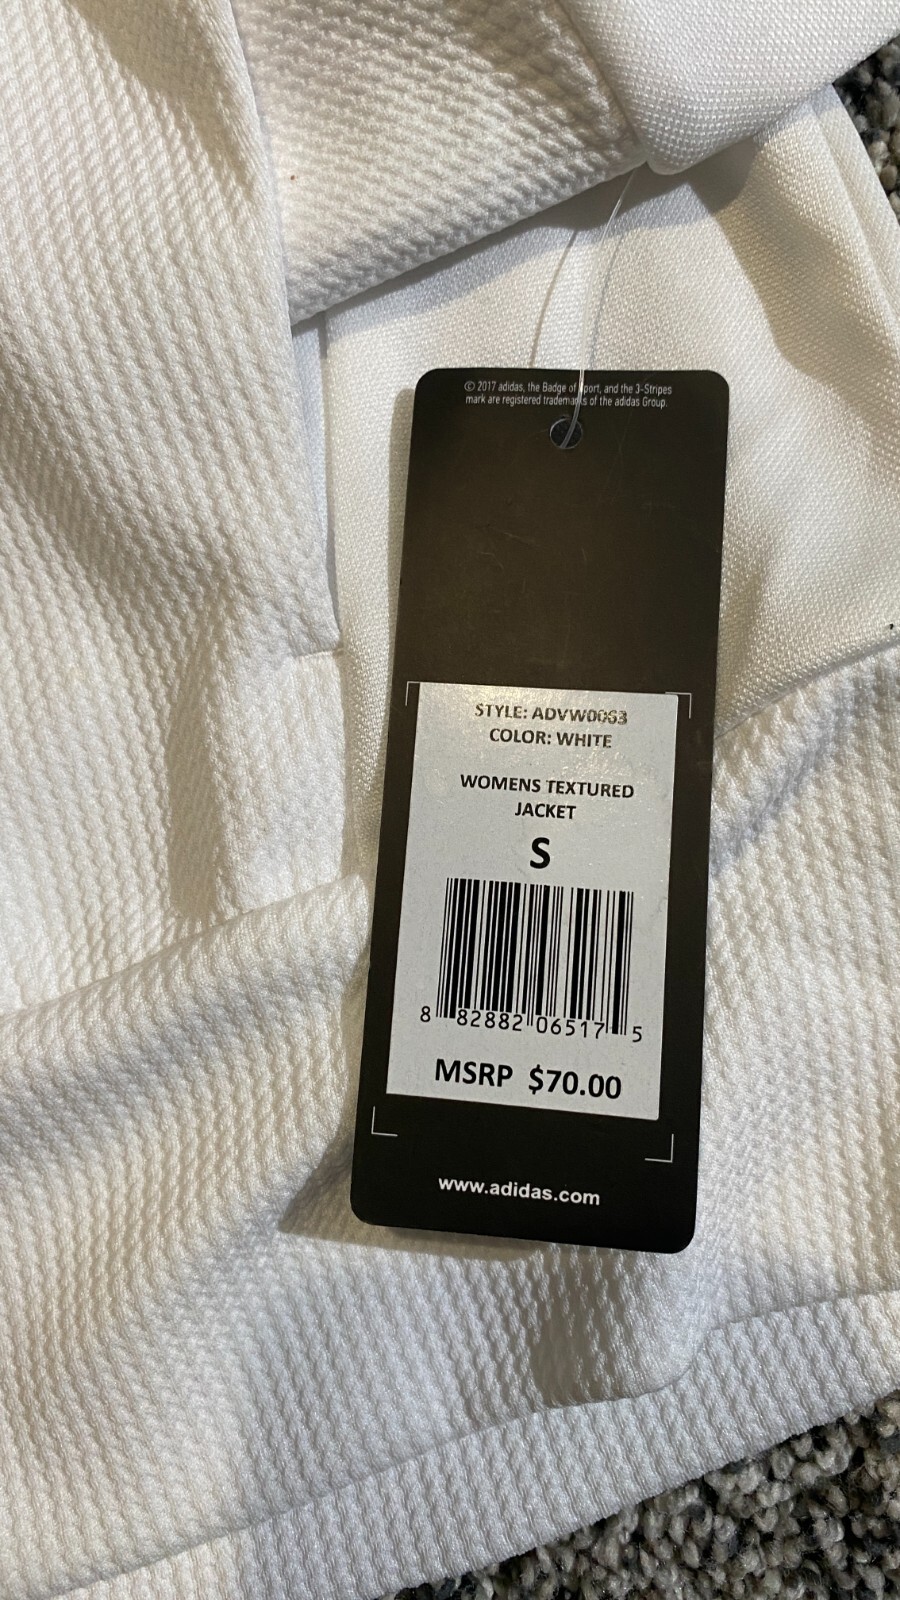 © 2017 adidas, the Badge of Sport, and the 3-Stripes
mark are registered trademarks of the adidas Group.
STYLE: ADVW0063
COLOR: WHITE
WOMENS TEXTURED
JACKET
S
8 82882 06517 5
MSRP $70.00
www.adidas.com